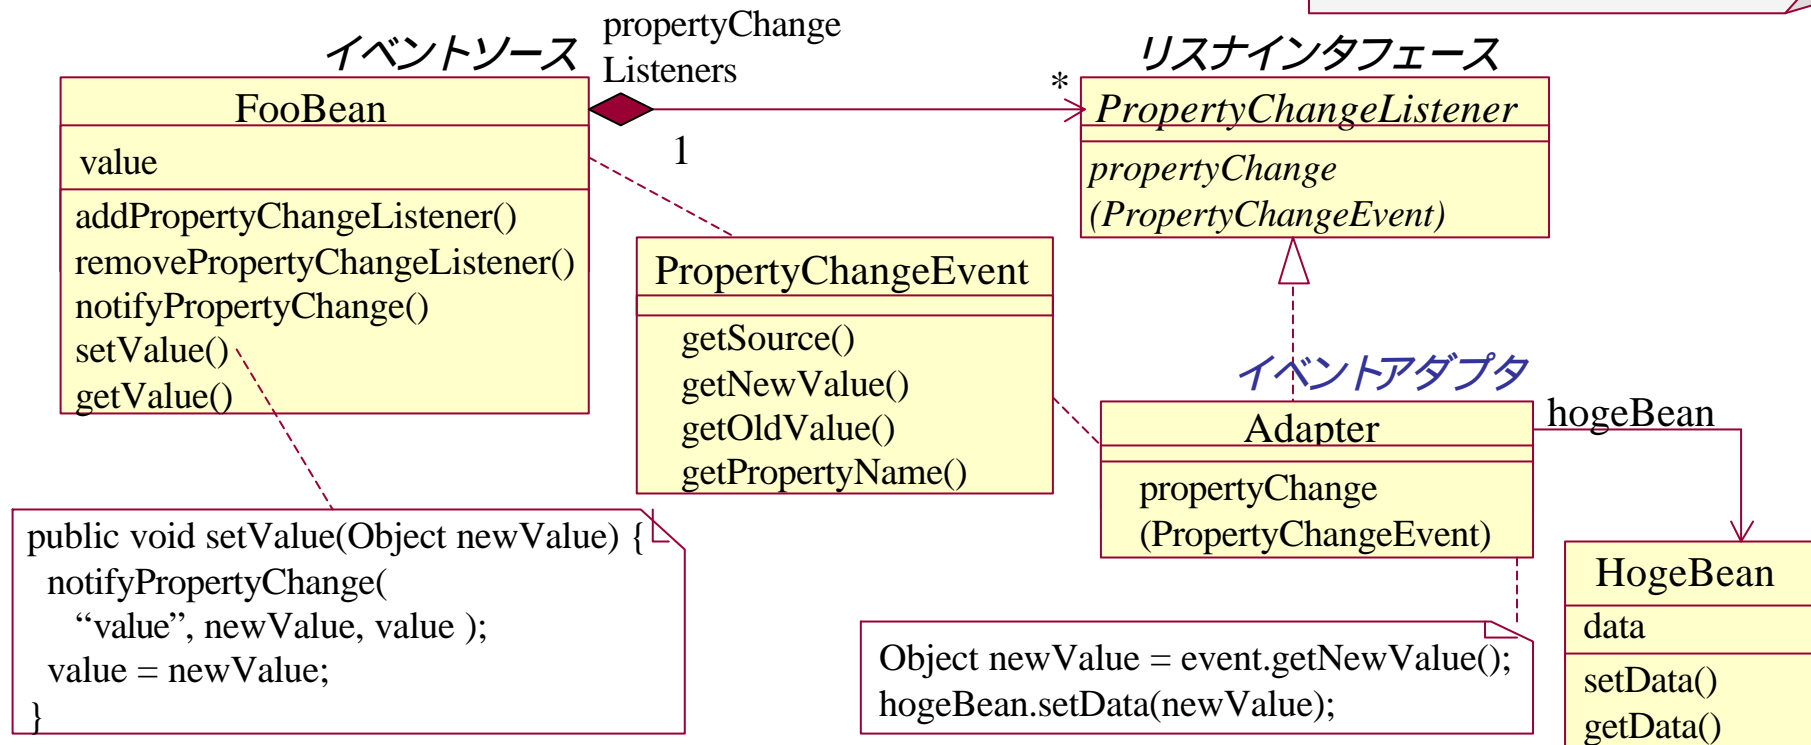 イベントソース
FooBean
value
addPropertyChangeListener()
removePropertyChangeListener()
notifyPropertyChange()
setValue()
getValue()
propertyChange
Listeners
1
*
リスナインタフェース
PropertyChangeListener
propertyChange
(PropertyChangeEvent)
PropertyChangeEvent
getSource()
getNewValue()
getOldValue()
getPropertyName()
イベントアダプタ
Adapter
propertyChange
(PropertyChangeEvent)
hogeBean
HogeBean
data
setData()
getData()
public void setValue(Object newValue) {
notifyPropertyChange(
“value”, newValue, value );
value = newValue;
}
Object newValue = event.getNewValue();
hogeBean.setData(newValue);